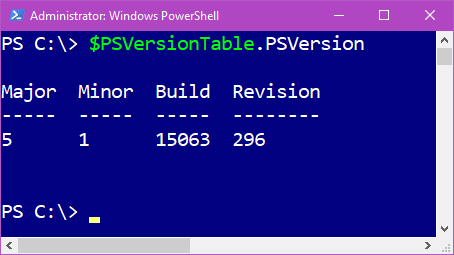 Administrator: Windows PowerShell
PS C:\> $PSVersionTable.PSVersion
Major  Minor  Build  Revision
-----  -----  -----  --------
5      1      15063  296
PS C:\>